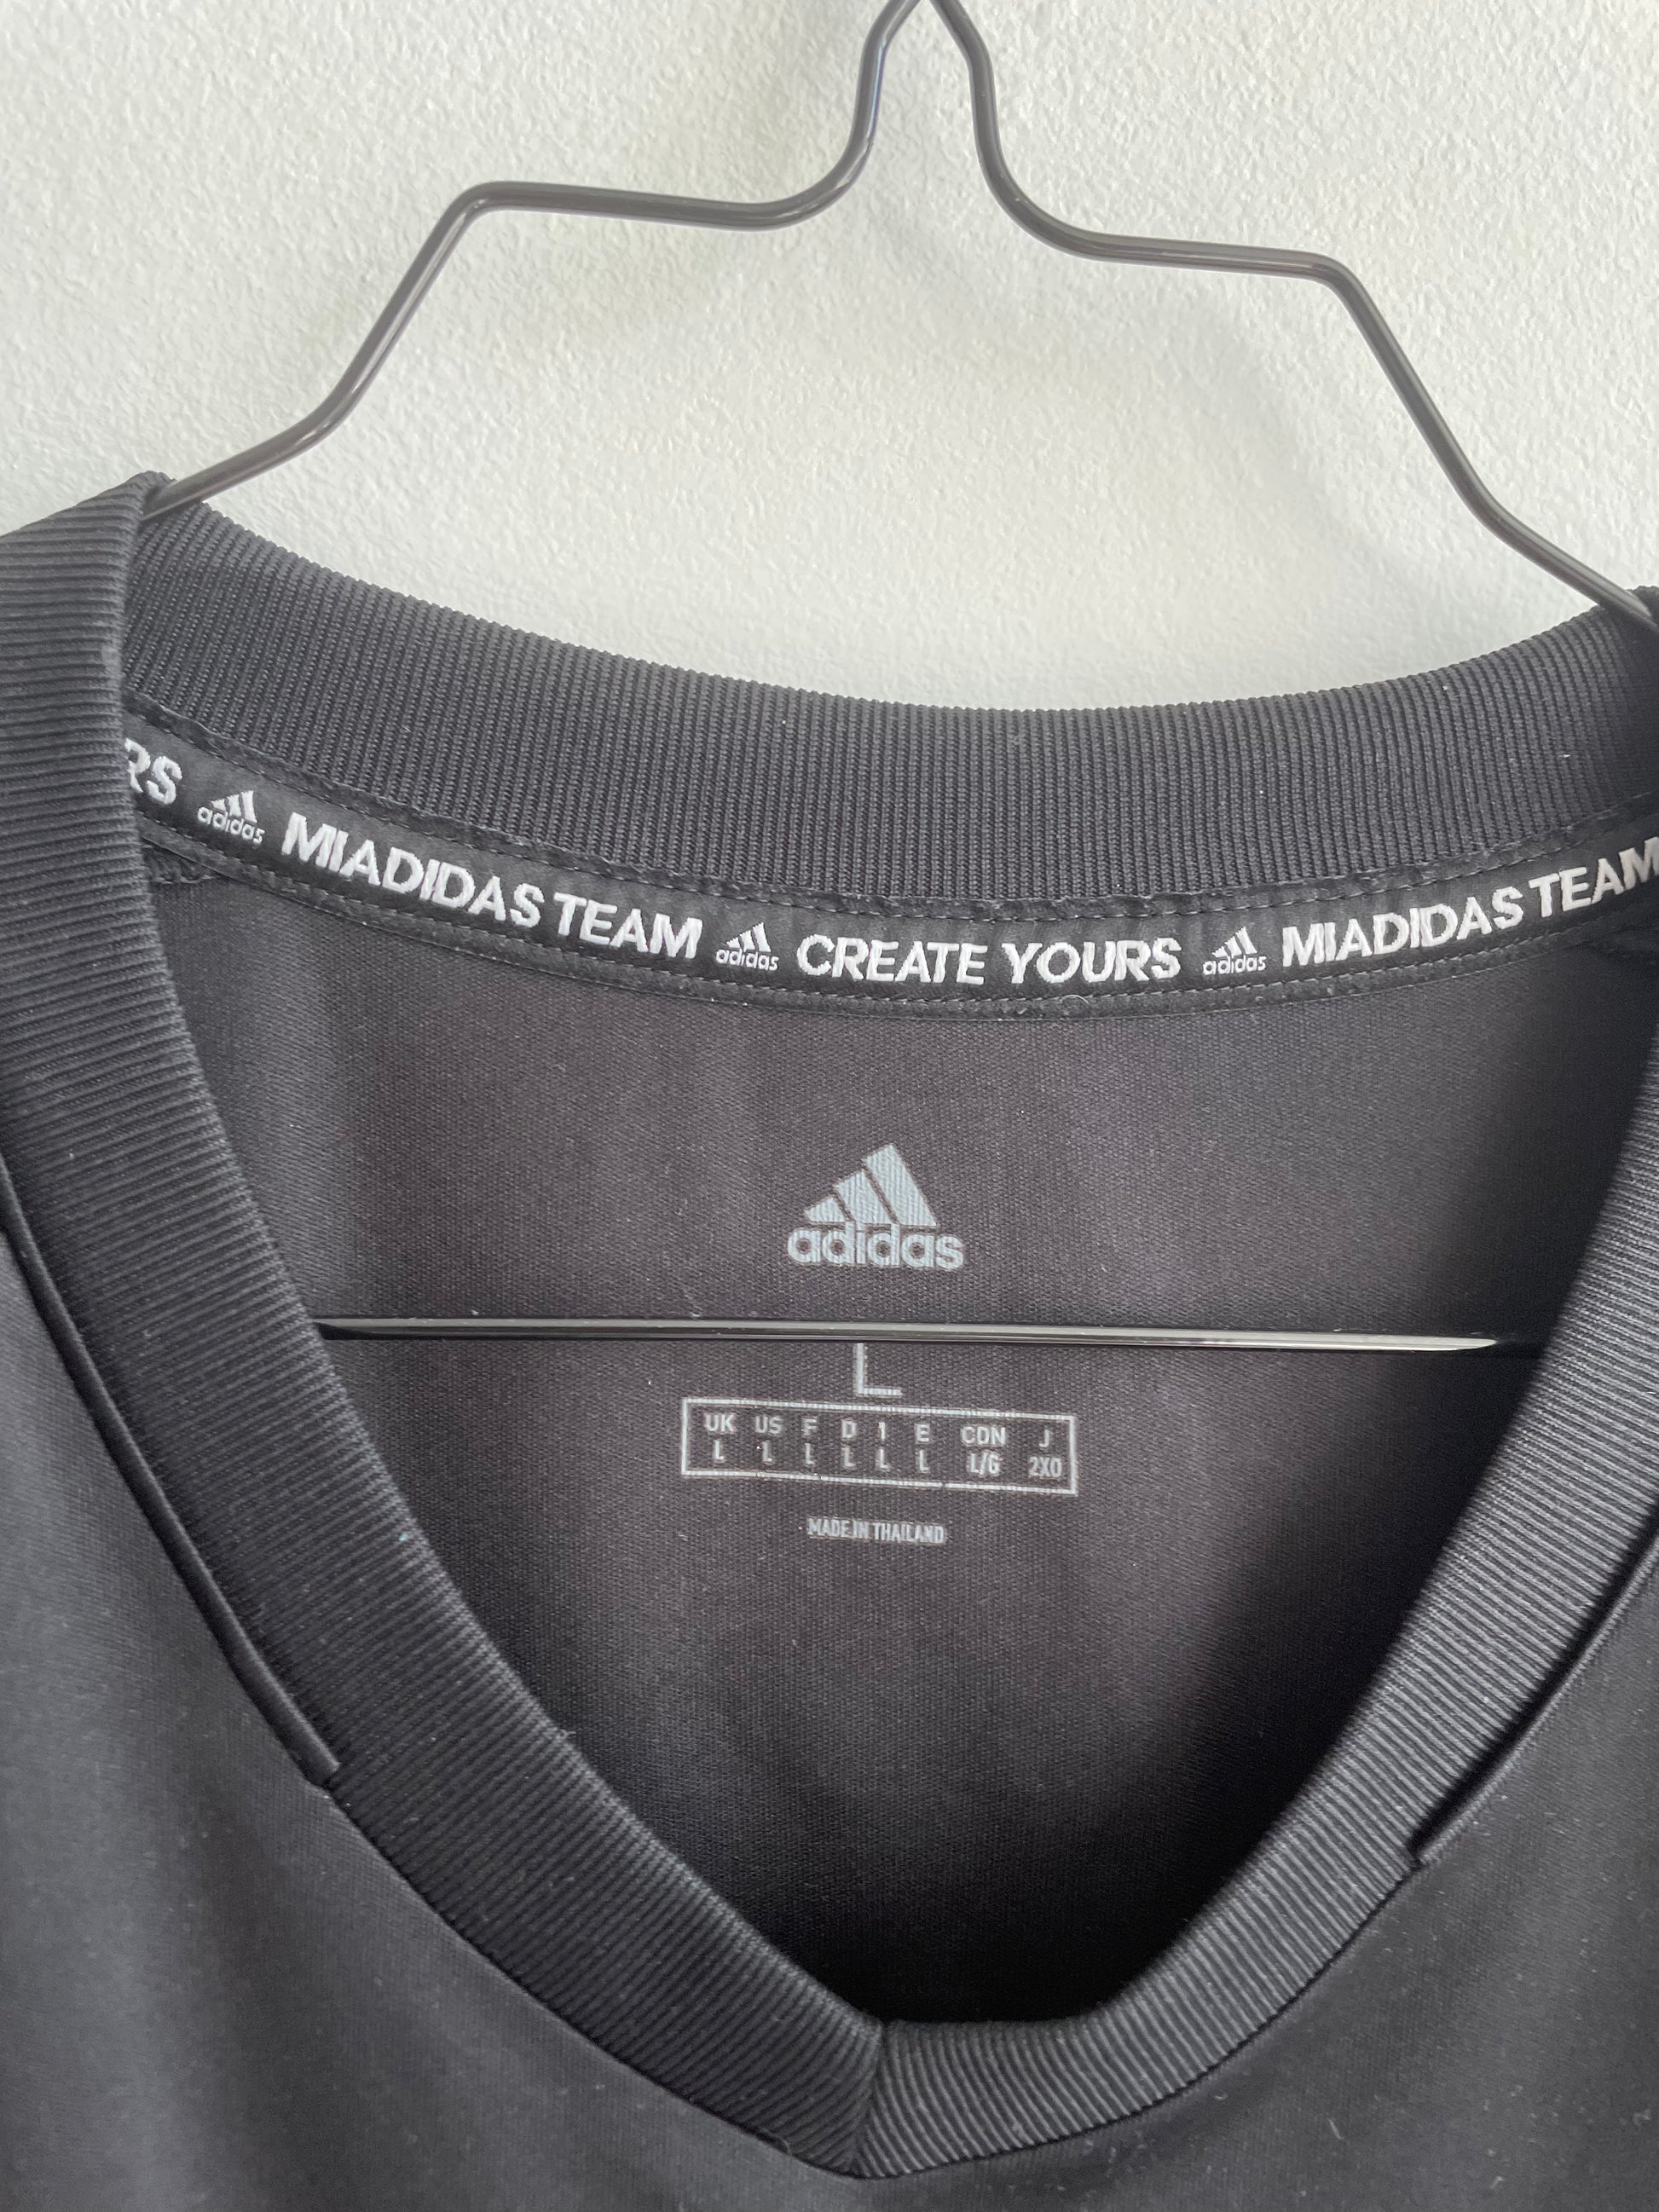 RS adidas MIADIDAS TEAM adidas CREATE YOURS adidas MIADIDAS TEAM
adidas
L
UK US F D I E CDN J
L L L L L L L/G 2XO
MADE IN THAILAND